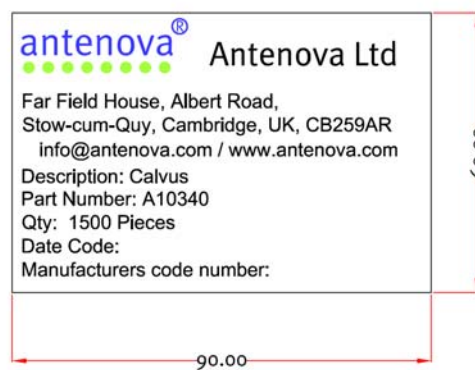 antenova®
Antenova Ltd
Far Field House, Albert Road,
Stow-cum-Quy, Cambridge, UK, CB259AR
info@antenova.com / www.antenova.com
Description: Calvus
Part Number: A10340
Qty: 1500 Pieces
Date Code:
Manufacturers code number:
90.00